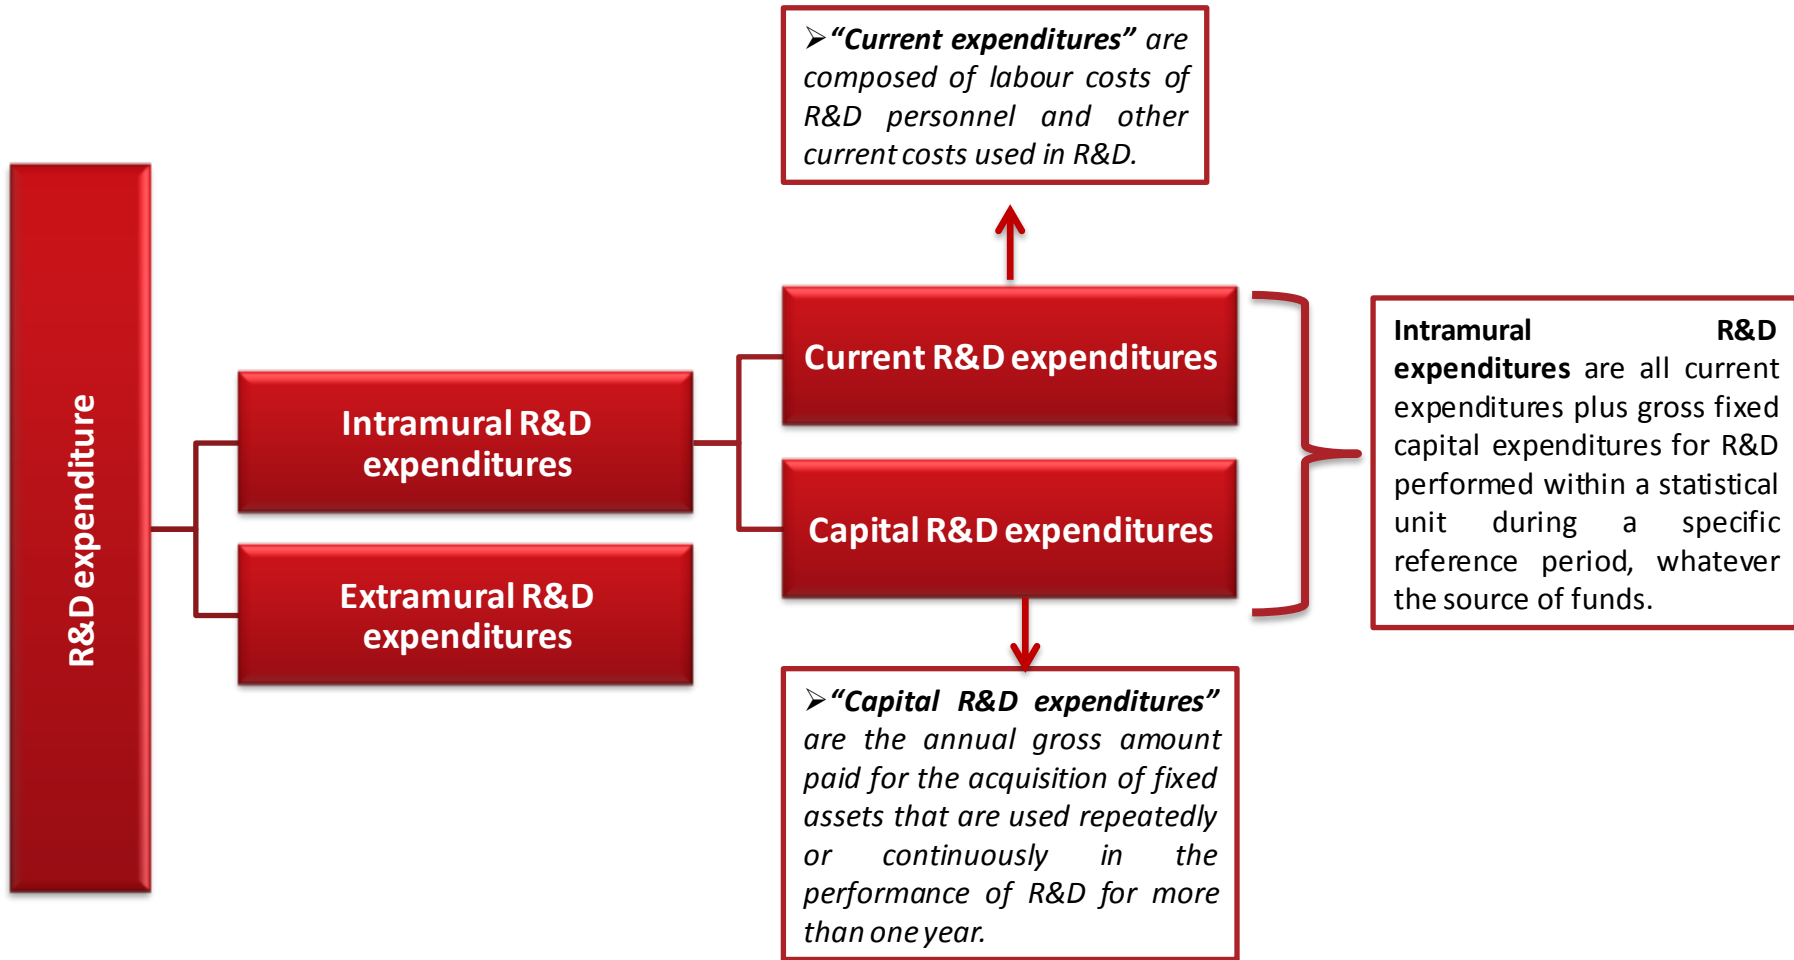 ➢“Current expenditures” are
composed of labour costs of
R&D personnel and other
current costs used in R&D.
R&D expenditure
Intramural R&D
expenditures
Extramural R&D
expenditures
Current R&D expenditures
Capital R&D expenditures
Intramural R&D
expenditures are all current
expenditures plus gross fixed
capital expenditures for R&D
performed within a statistical
unit during a specific
reference period, whatever
the source of funds.
➢“Capital R&D expenditures”
are the annual gross amount
paid for the acquisition of fixed
assets that are used repeatedly
or continuously in the
performance of R&D for more
than one year.